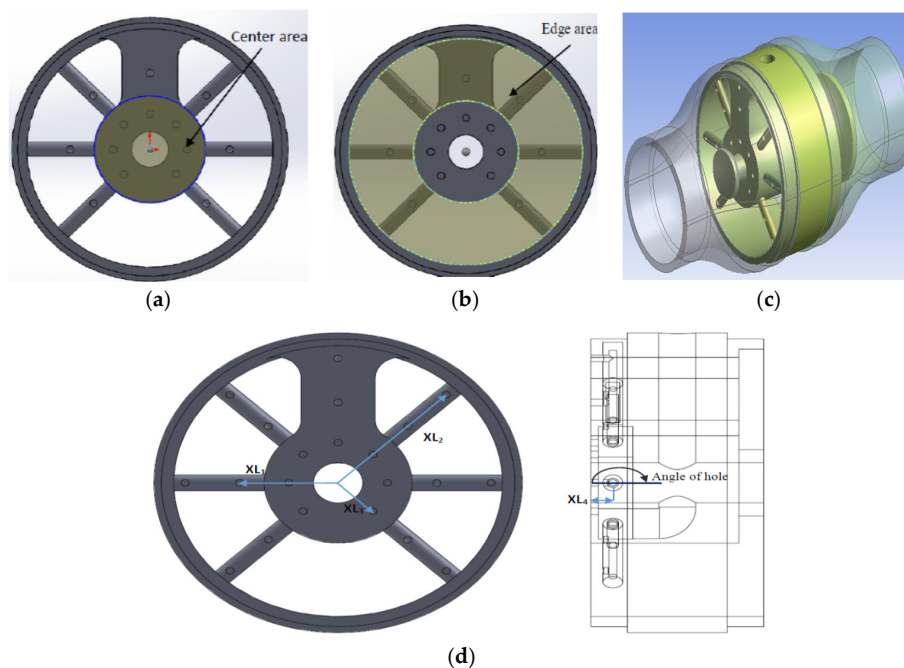 Center area
Edge area
(a)
(b)
(c)
XL₂
XL₁
XL₃
Angle of hole
XL₄
(d)